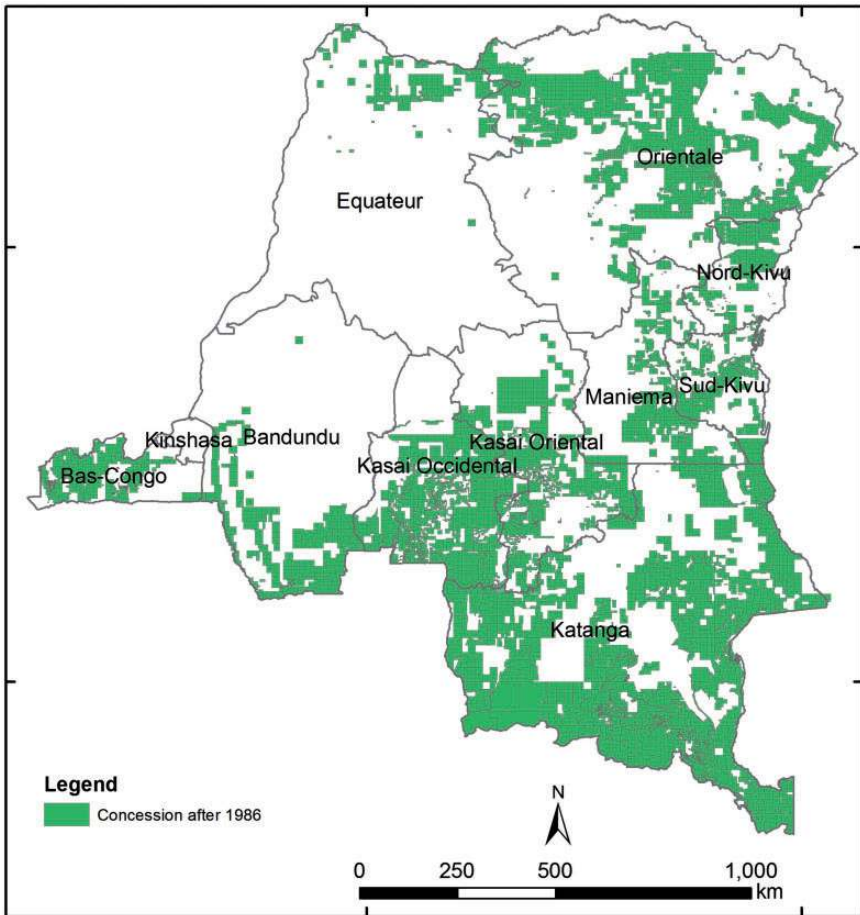 Orientale
Equateur
Nord-Kivu
Maniema
Sud-Kivu
Kinshasa
Bandundu
Kasai Oriental
Kasai Occidental
Bas-Congo
Katanga
Legend
Concession after 1986
N
0 250 500 1,000
km